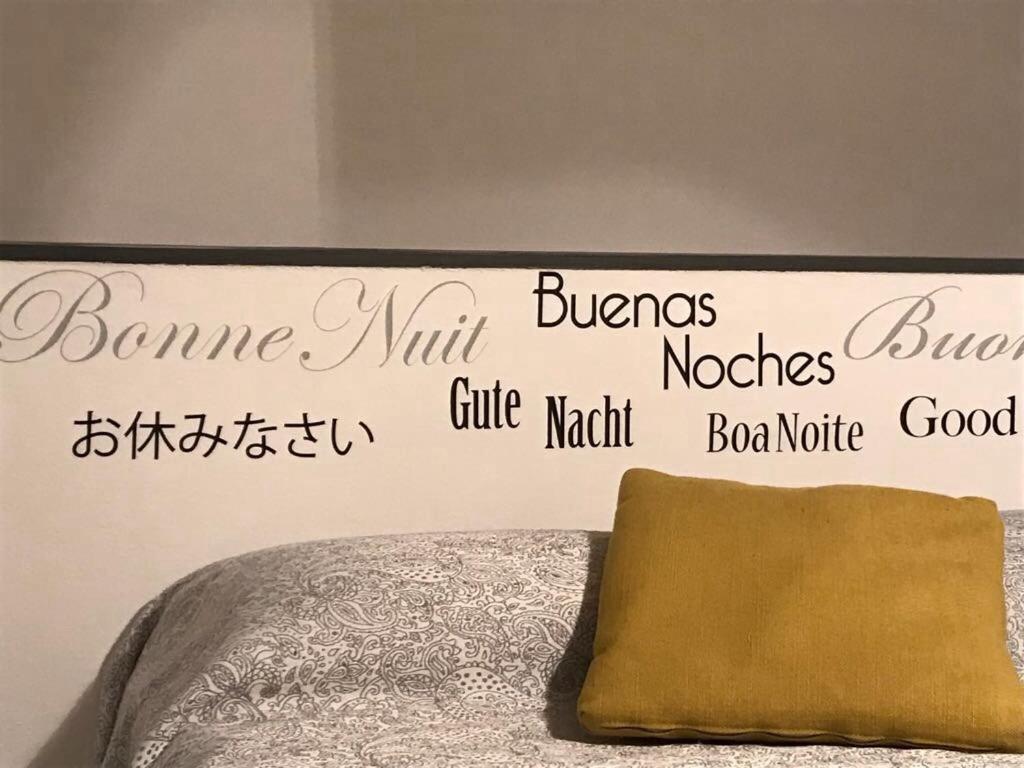 Bonne Nuit
Buenas
Noches
お休みなさい
Gute
Nacht
Boa Noite
Good